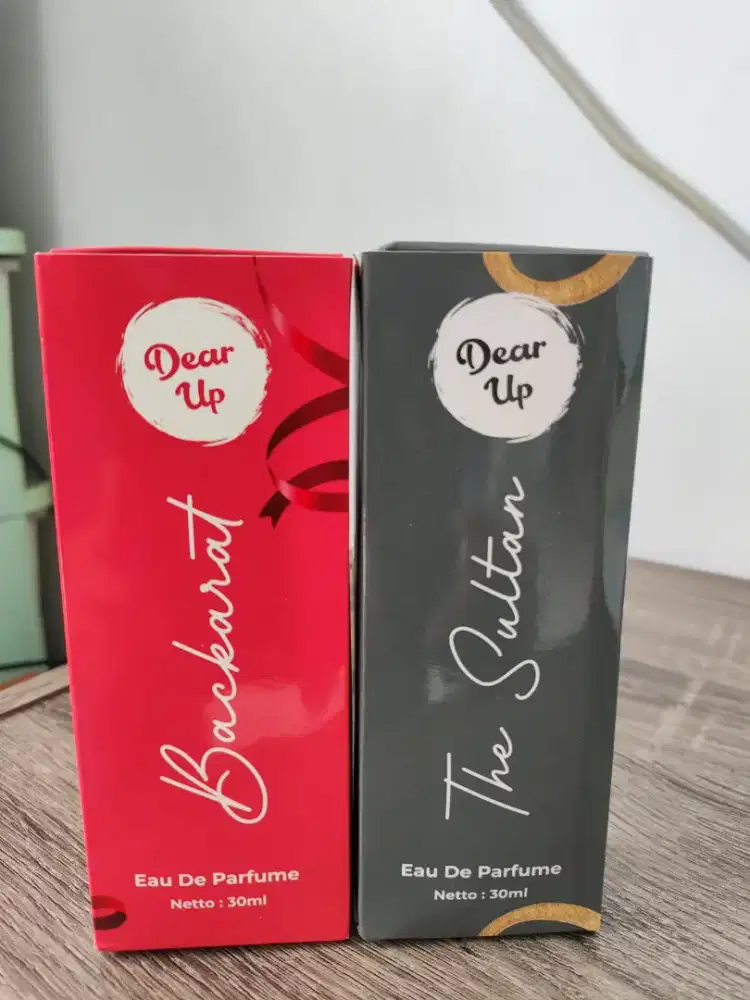 Dear
Up
Backarat
Eau De Parfume
Netto : 30ml
Dear
Up
The Sultan
Eau De Parfume
Netto : 30ml